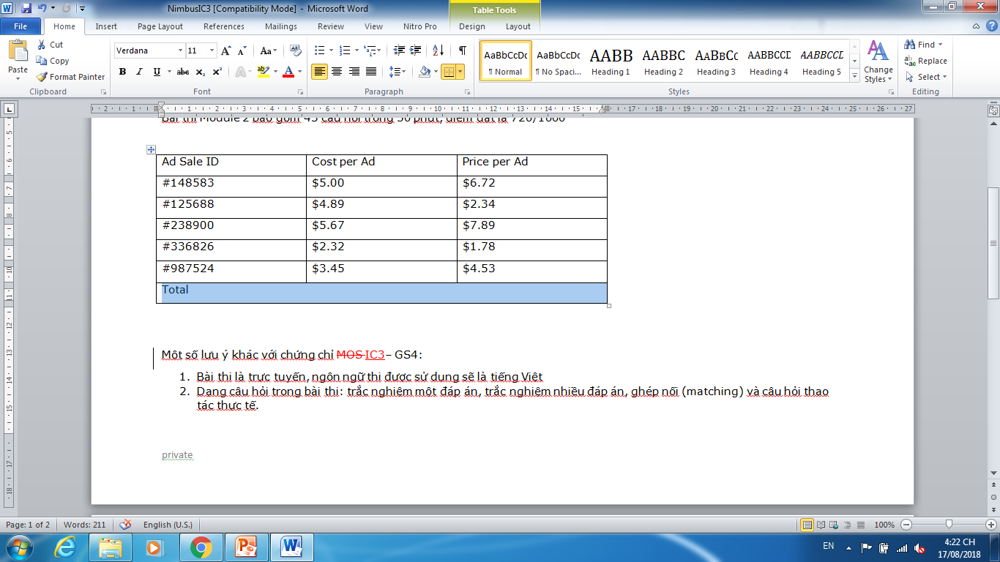 NimbusIC3 [Compatibility Mode] - Microsoft Word
Table Tools
File Home Insert Page Layout References Mailings Review View Nitro Pro Design Layout
Paste
Cut
Copy
Format Painter
Clipboard
Verdana 11
Font
Paragraph
AaBbCcDc AaBbCcDc AABB AABBC AABBCC AABBCCD AABBCCD
¶ Normal ¶ No Spaci... Heading 1 Heading 2 Heading 3 Heading 4 Heading 5
Change Styles
Styles
Find
Replace
Select
Editing
Bài thi Module 2 bao gồm 45 câu hỏi trong 50 phút, điểm đạt là 720/1000
Ad Sale ID Cost per Ad Price per Ad
#148583 $5.00 $6.72
#125688 $4.89 $2.34
#238900 $5.67 $7.89
#336826 $2.32 $1.78
#987524 $3.45 $4.53
Total
Một số lưu ý khác với chứng chỉ MOS IC3– GS4:
1. Bài thi là trực tuyến, ngôn ngữ thi được sử dụng sẽ là tiếng Việt
2. Dạng câu hỏi trong bài thi: trắc nghiệm một đáp án, trắc nghiệm nhiều đáp án, ghép nối (matching) và câu hỏi thao
tác thực tế.
private
Page: 1 of 2 Words: 211 English (U.S.) 100%
EN 4:22 CH
17/08/2018